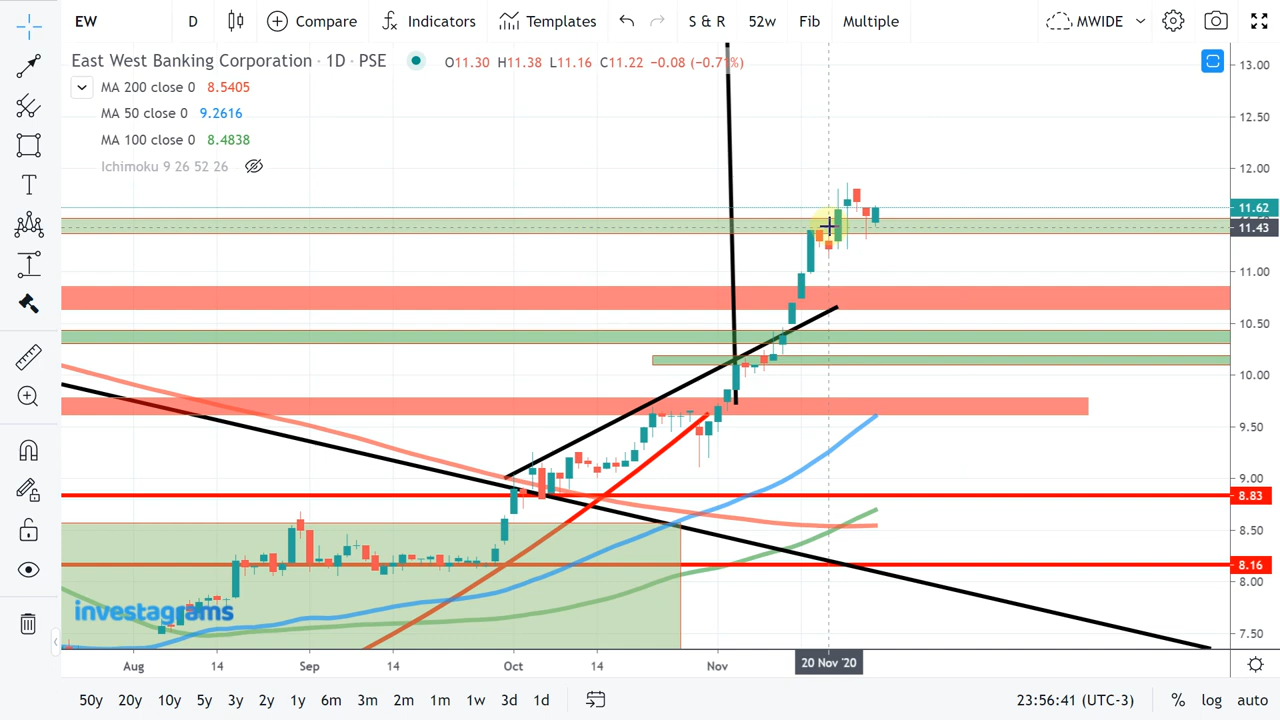 EW D Compare Indicators Templates S & R 52w Fib Multiple MWIDE
East West Banking Corporation · 1D · PSE O11.30 H11.38 L11.16 C11.22 −0.08 (−0.71%)
MA 200 close 0 8.5405
MA 50 close 0 9.2616
MA 100 close 0 8.4838
Ichimoku 9 26 52 26
13.00
12.50
12.00
11.62
11.43
11.00
10.50
10.00
9.50
9.00
8.83
8.50
8.16
8.00
7.50
investagrams
Aug 14 Sep 14 Oct 14 Nov 20 Nov '20
50y 20y 10y 5y 3y 2y 1y 6m 3m 2m 1m 1w 3d 1d 23:56:41 (UTC-3) % log auto